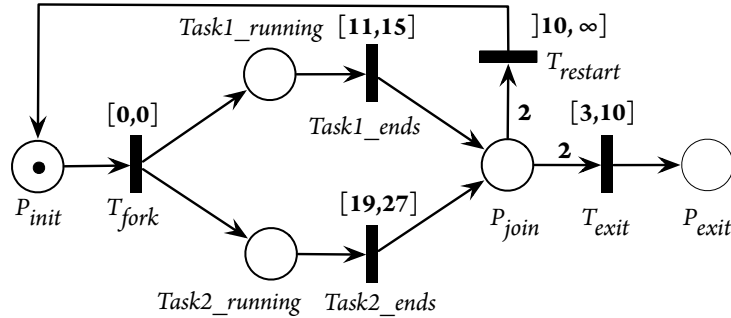 Task1_running
[11,15]
]10, ∞[
T_restart
[0,0]
Task1_ends
2
[3,10]
2
P_init
T_fork
[19,27]
P_join
T_exit
P_exit
Task2_running
Task2_ends